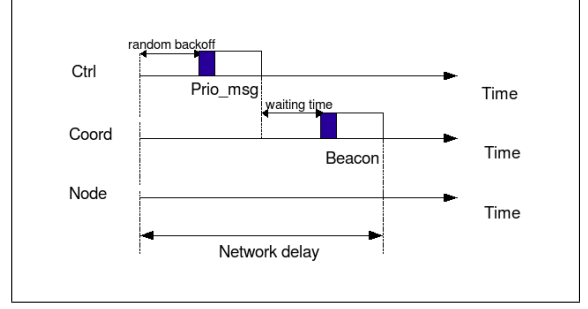 random backoff
Ctrl
Prio_msg
Time
waiting time
Coord
Beacon
Time
Node
Time
Network delay